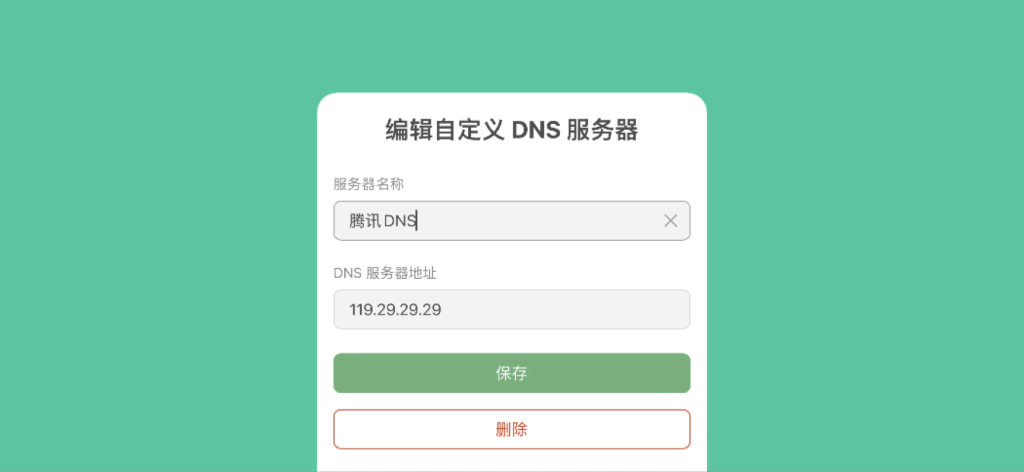 编辑自定义 DNS 服务器
服务器名称
腾讯 DNS
DNS 服务器地址
119.29.29.29
保存
删除